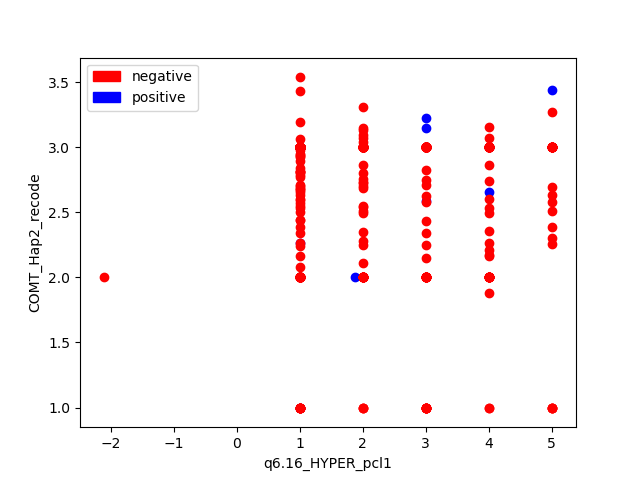 negative
positive
3.5
3.0
2.5
2.0
1.5
1.0
COMT_Hap2_recode
−2 −1 0 1 2 3 4 5
q6.16_HYPER_pcl1